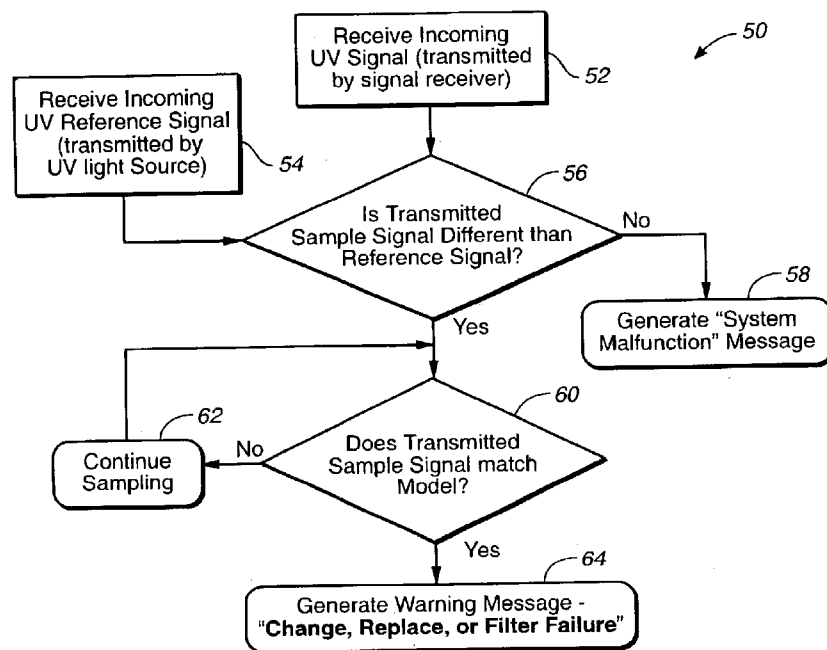 50
Receive Incoming
UV Signal (transmitted
by signal receiver)
52
Receive Incoming
UV Reference Signal
(transmitted by
UV light Source)
54
56
Is Transmitted
Sample Signal Different than
Reference Signal?
No
58
Generate “System
Malfunction” Message
Yes
60
Does Transmitted
Sample Signal match
Model?
No
62
Continue
Sampling
Yes
64
Generate Warning Message -
“Change, Replace, or Filter Failure”